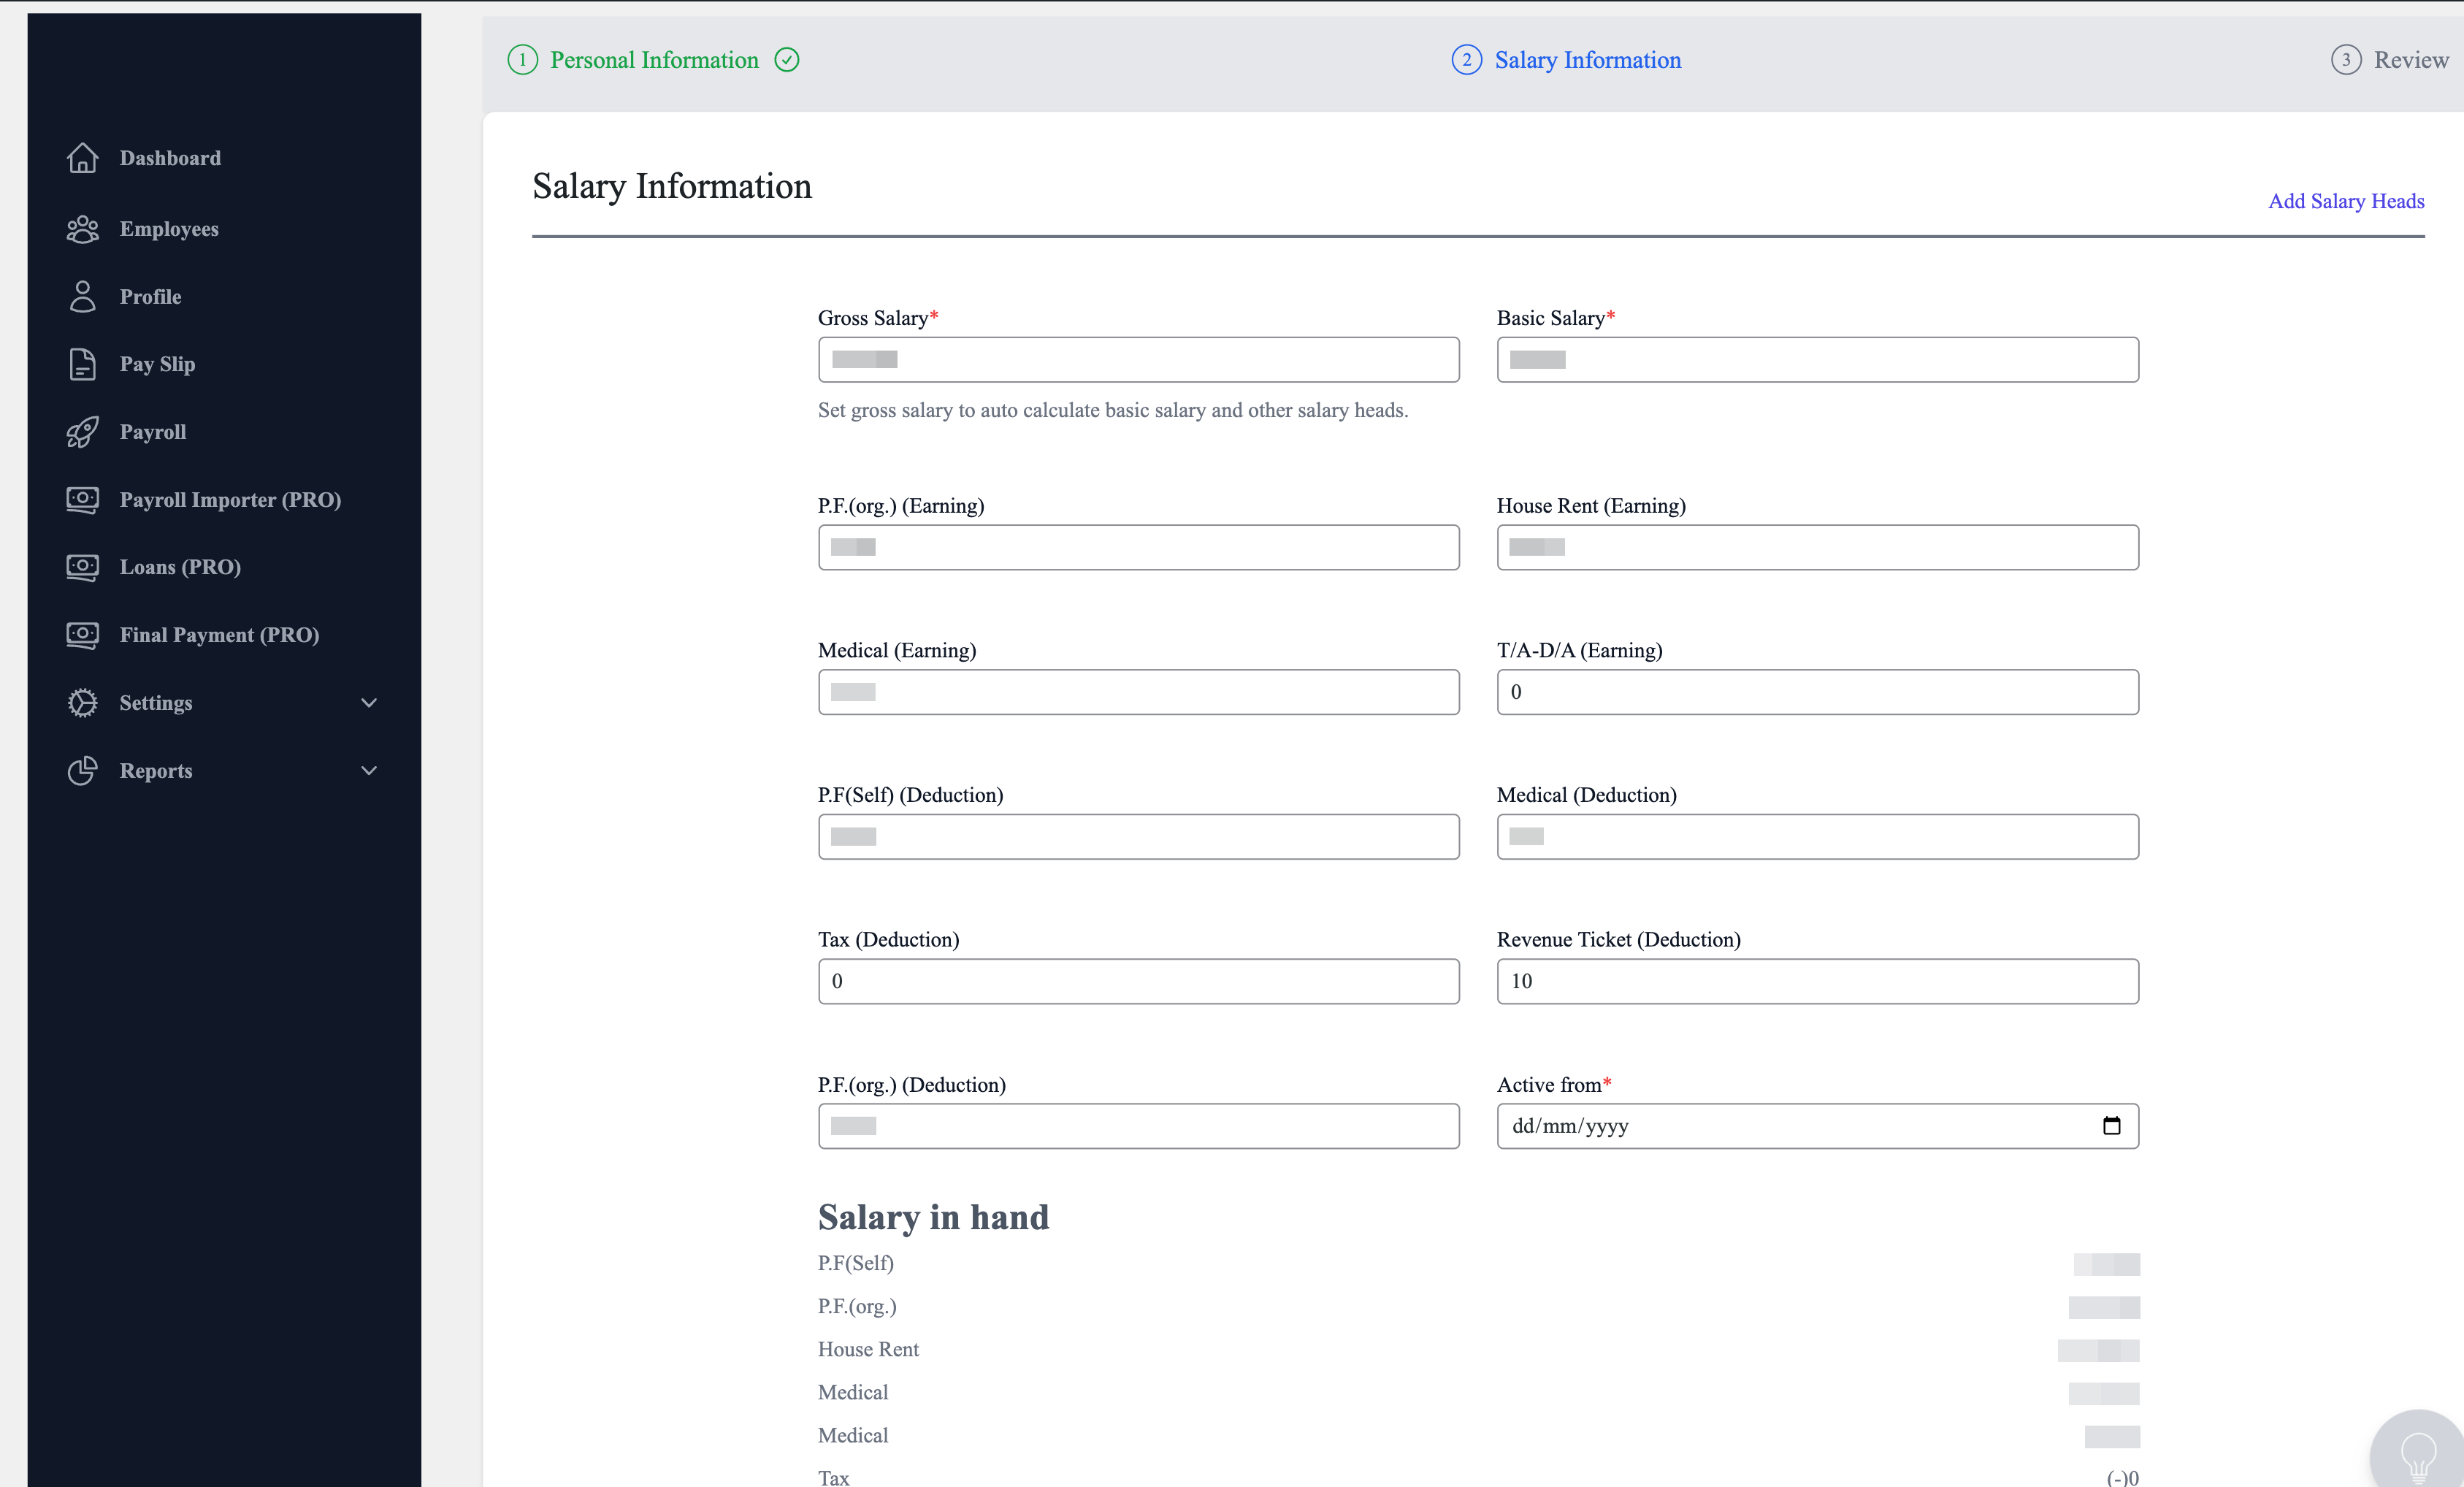 1 Personal Information
2 Salary Information
3 Review
Dashboard
Employees
Profile
Pay Slip
Payroll
Payroll Importer (PRO)
Loans (PRO)
Final Payment (PRO)
Settings
Reports
Salary Information
Add Salary Heads
Gross Salary*
Basic Salary*
Set gross salary to auto calculate basic salary and other salary heads.
P.F.(org.) (Earning)
House Rent (Earning)
Medical (Earning)
T/A-D/A (Earning)
0
P.F(Self) (Deduction)
Medical (Deduction)
Tax (Deduction)
Revenue Ticket (Deduction)
0
10
P.F.(org.) (Deduction)
Active from*
dd/mm/yyyy
Salary in hand
P.F(Self)
P.F.(org.)
House Rent
Medical
Medical
Tax (-)0